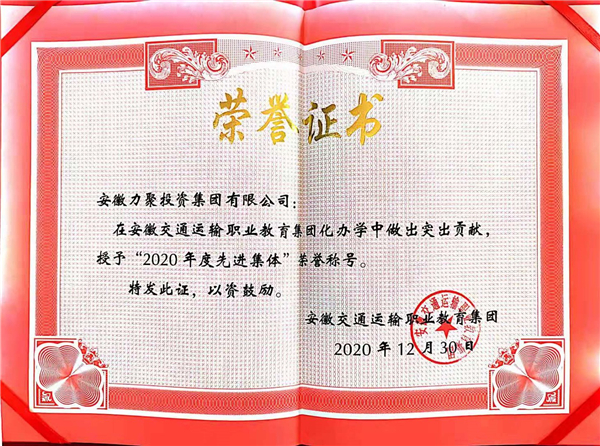 荣誉证书
安徽力聚投资集团有限公司：
在安徽交通运输职业教育集团化办学中做出突出贡献，
授予“2020年度先进集体”荣誉称号。
特发此证，以资鼓励。
安徽交通运输职业教育集团
2020年12月30日